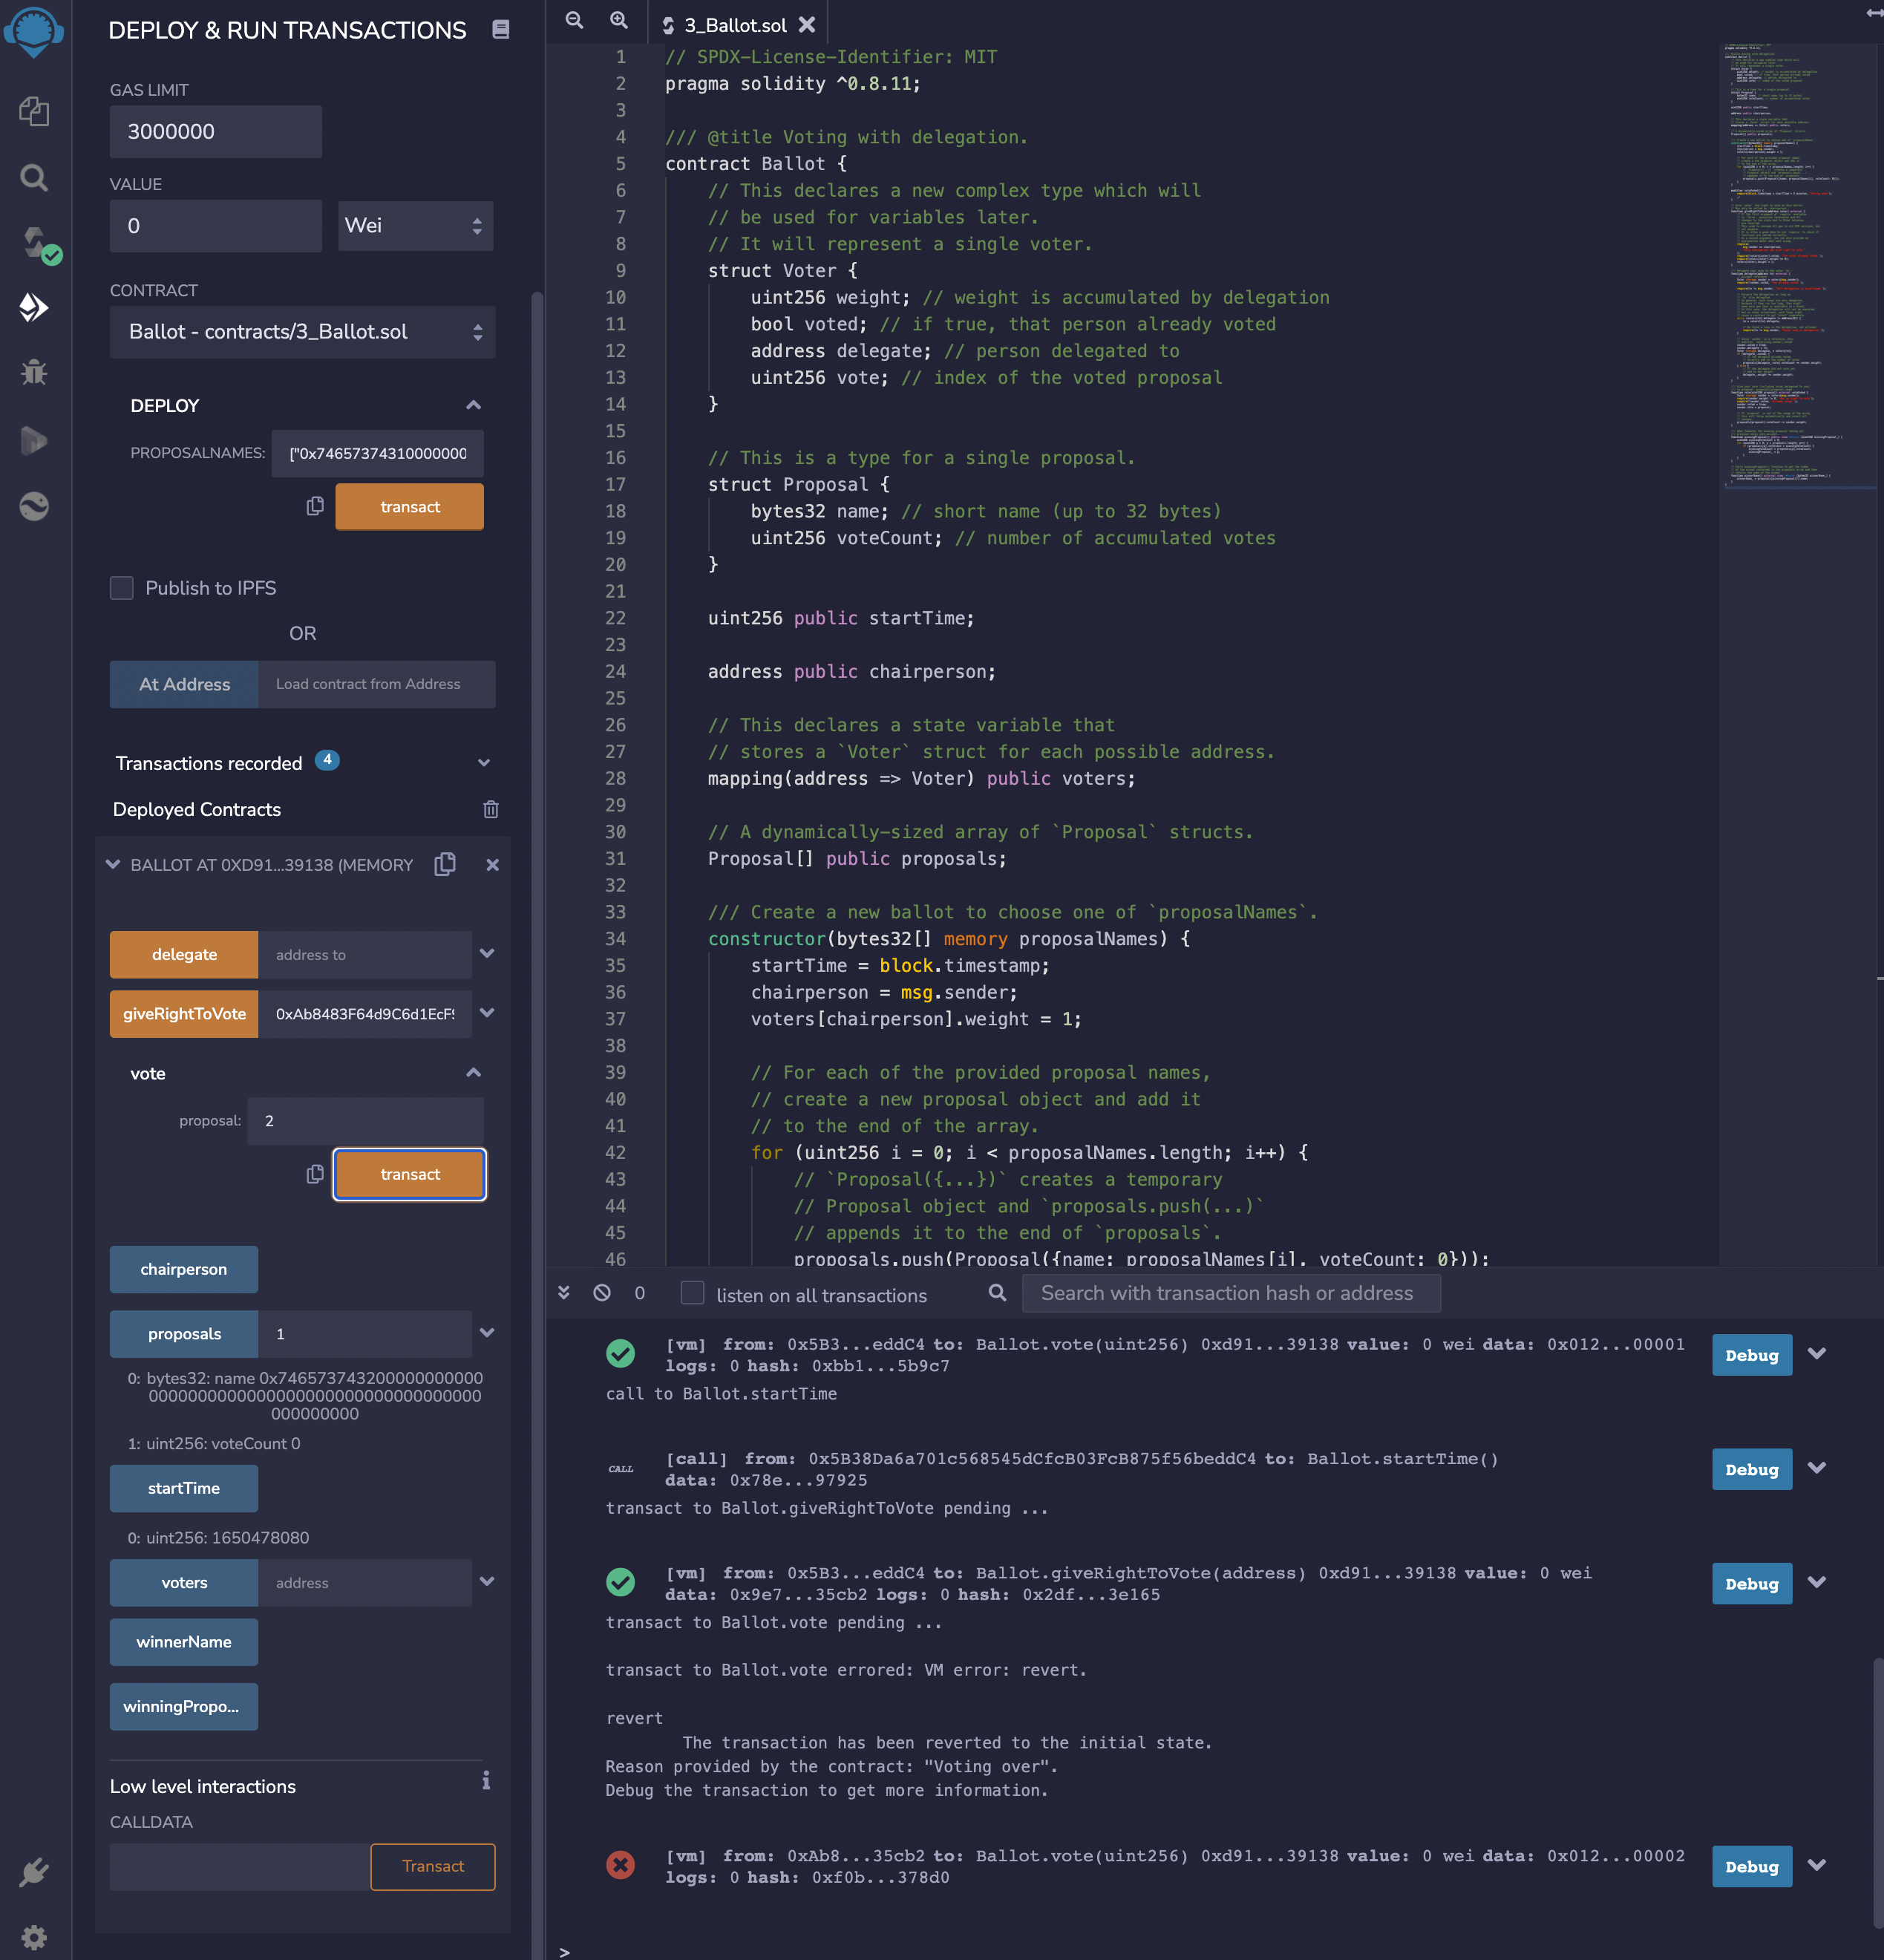 DEPLOY & RUN TRANSACTIONS
GAS LIMIT
3000000
VALUE
0
Wei
CONTRACT
Ballot - contracts/3_Ballot.sol
DEPLOY
PROPOSALNAMES:
["0x74657374310000000
transact
Publish to IPFS
OR
At Address
Load contract from Address
Transactions recorded
4
Deployed Contracts
BALLOT AT 0XD91...39138 (MEMORY
delegate
address to
giveRightToVote
0xAb8483F64d9C6d1EcF9
vote
proposal:
2
transact
chairperson
proposals
1
0: bytes32: name 0x746573743200000000000
1: uint256: voteCount 0
startTime
0: uint256: 1650478080
voters
address
winnerName
winningPropo...
Low level interactions
CALLDATA
Transact
3_Ballot.sol
1 // SPDX-License-Identifier: MIT
2 pragma solidity ^0.8.11;
3
4 /// @title Voting with delegation.
5 contract Ballot {
6 // This declares a new complex type which will
7 // be used for variables later.
8 // It will represent a single voter.
9 struct Voter {
10 uint256 weight; // weight is accumulated by delegation
11 bool voted; // if true, that person already voted
12 address delegate; // person delegated to
13 uint256 vote; // index of the voted proposal
14 }
15
16 // This is a type for a single proposal.
17 struct Proposal {
18 bytes32 name; // short name (up to 32 bytes)
19 uint256 voteCount; // number of accumulated votes
20 }
21
22 uint256 public startTime;
23
24 address public chairperson;
25
26 // This declares a state variable that
27 // stores a `Voter` struct for each possible address.
28 mapping(address => Voter) public voters;
29
30 // A dynamically-sized array of `Proposal` structs.
31 Proposal[] public proposals;
32
33 /// Create a new ballot to choose one of `proposalNames`.
34 constructor(bytes32[] memory proposalNames) {
35 startTime = block.timestamp;
36 chairperson = msg.sender;
37 voters[chairperson].weight = 1;
38
39 // For each of the provided proposal names,
40 // create a new proposal object and add it
41 // to the end of the array.
42 for (uint256 i = 0; i < proposalNames.length; i++) {
43 // `Proposal({...})` creates a temporary
44 // Proposal object and `proposals.push(...)`
45 // appends it to the end of `proposals`.
46 proposals.push(Proposal({name: proposalNames[i], voteCount: 0}));
0
listen on all transactions
Search with transaction hash or address
[vm] from: 0x5B3...eddC4 to: Ballot.vote(uint256) 0xd91...39138 value: 0 wei data: 0x012...00001
logs: 0 hash: 0xbb1...5b9c7
Debug
call to Ballot.startTime
CALL
[call] from: 0x5B38Da6a701c568545dCfcB03FcB875f56beddC4 to: Ballot.startTime()
data: 0x78e...97925
Debug
transact to Ballot.giveRightToVote pending ...
[vm] from: 0x5B3...eddC4 to: Ballot.giveRightToVote(address) 0xd91...39138 value: 0 wei
data: 0x9e7...35cb2 logs: 0 hash: 0x2df...3e165
Debug
transact to Ballot.vote pending ...
transact to Ballot.vote errored: VM error: revert.
revert
The transaction has been reverted to the initial state.
Reason provided by the contract: "Voting over".
Debug the transaction to get more information.
[vm] from: 0xAb8...35cb2 to: Ballot.vote(uint256) 0xd91...39138 value: 0 wei data: 0x012...00002
logs: 0 hash: 0xf0b...378d0
Debug
>